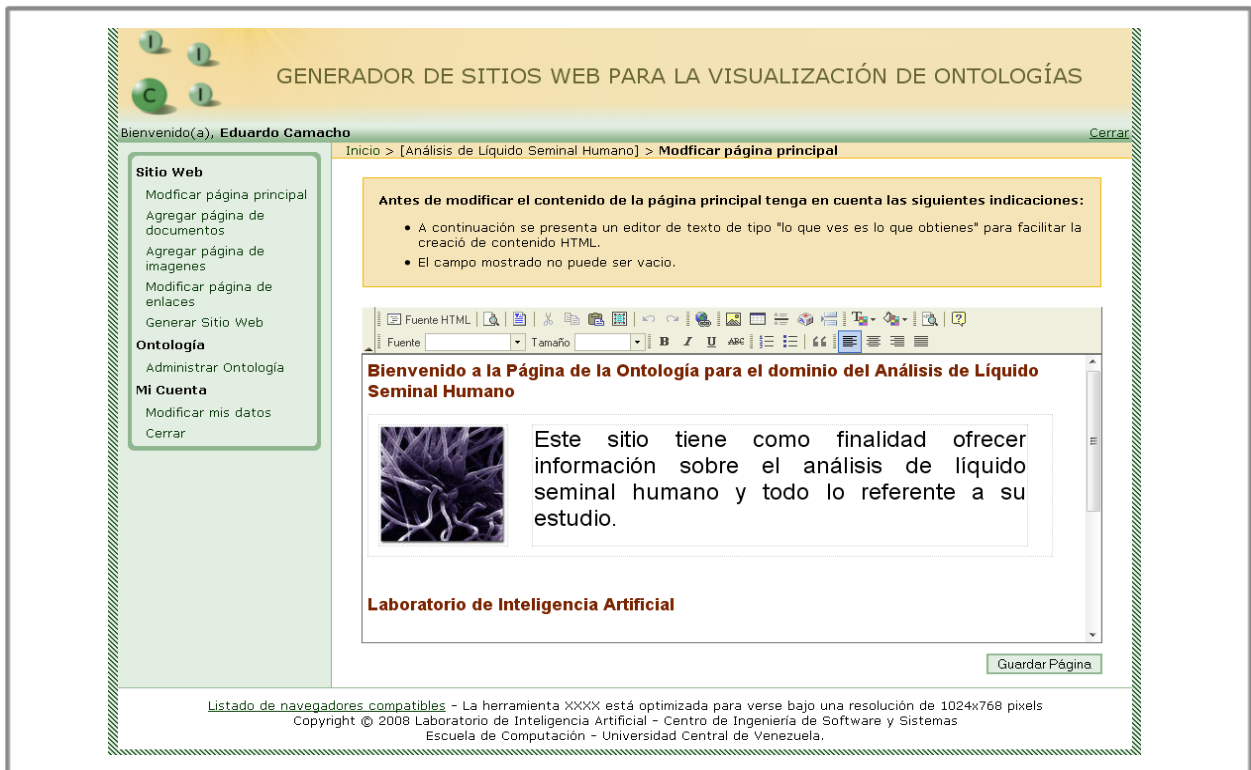 I
I
C
I
GENERADOR DE SITIOS WEB PARA LA VISUALIZACIÓN DE ONTOLOGÍAS
Bienvenido(a), Eduardo Camacho
Cerrar
Inicio > [Análisis de Líquido Seminal Humano] > Modficar página principal
Sitio Web
Modficar página principal
Agregar página de
documentos
Agregar página de
imagenes
Modificar página de
enlaces
Generar Sitio Web
Ontología
Administrar Ontología
Mi Cuenta
Modificar mis datos
Cerrar
Antes de modificar el contenido de la página principal tenga en cuenta las siguientes indicaciones:
• A continuación se presenta un editor de texto de tipo "lo que ves es lo que obtienes" para facilitar la
creació de contenido HTML.
• El campo mostrado no puede ser vacio.
Fuente HTML
Fuente Tamaño B I U ABC
Bienvenido a la Página de la Ontología para el dominio del Análisis de Líquido
Seminal Humano
Este sitio tiene como finalidad ofrecer
información sobre el análisis de líquido
seminal humano y todo lo referente a su
estudio.
Laboratorio de Inteligencia Artificial
Guardar Página
Listado de navegadores compatibles - La herramienta XXXX está optimizada para verse bajo una resolución de 1024x768 pixels
Copyright © 2008 Laboratorio de Inteligencia Artificial - Centro de Ingeniería de Software y Sistemas
Escuela de Computación - Universidad Central de Venezuela.